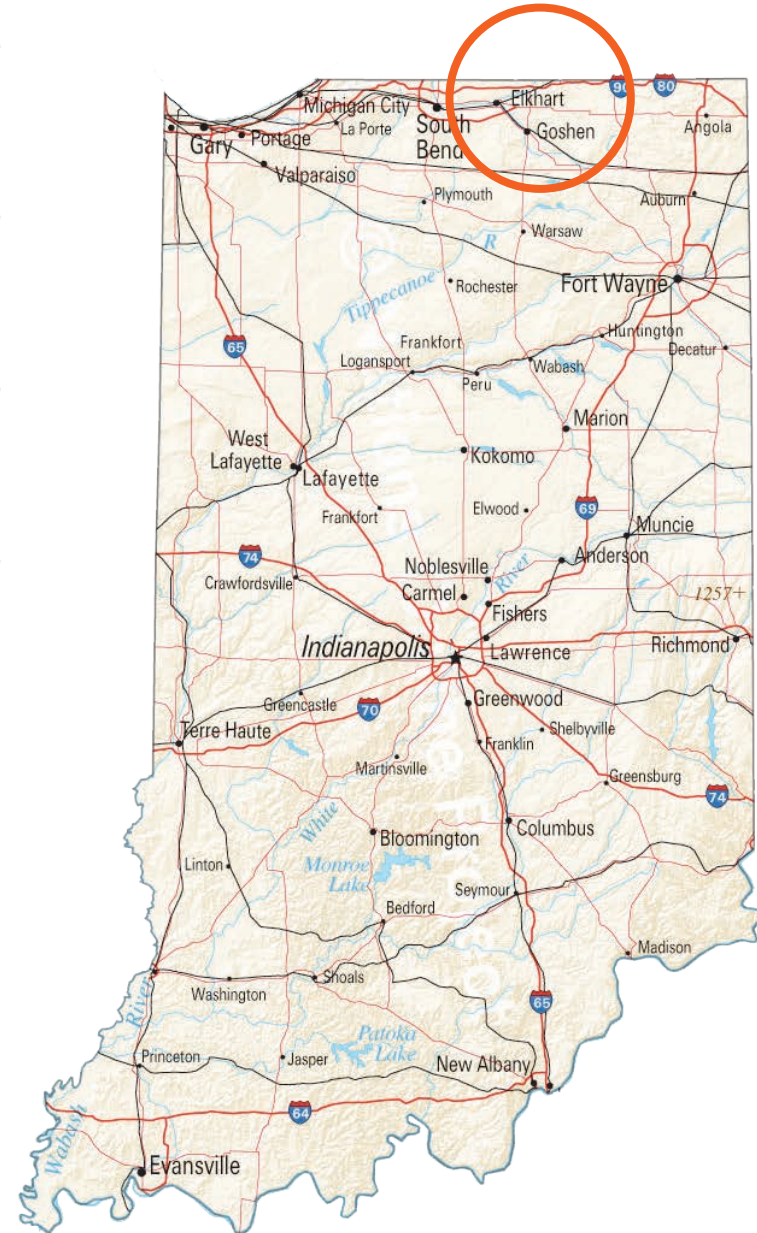 90
80
Elkhart
Michigan City
La Porte
South
Bend
Goshen
Angola
Gary
Portage
Valparaiso
Plymouth
Auburn
R
Warsaw
Tippecanoe
Rochester
Fort Wayne
65
Frankfort
Huntington
Decatur
Logansport
Peru
Wabash
Marion
West
Lafayette
Lafayette
Kokomo
Frankfort
Elwood
69
Muncie
74
Anderson
Noblesville
River
Crawfordsville
Carmel
1257+
Fishers
Indianapolis
Lawrence
Richmond
Greencastle
70
Greenwood
Terre Haute
Franklin
Shelbyville
Martinsville
Greensburg
74
White
Bloomington
Columbus
Linton
Monroe
Lake
Seymour
Bedford
Madison
River
Washington
Shoals
65
Patoka
Lake
Princeton
Jasper
New Albany
64
Wabash
Evansville